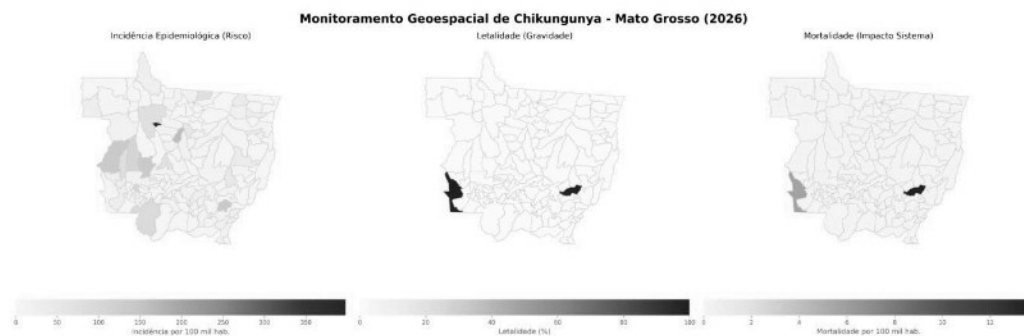 Monitoramento Geoespacial de Chikungunya - Mato Grosso (2026)
Incidência Epidemiológica (Risco)
Letalidade (Gravidade)
Mortalidade (Impacto Sistema)
0 50 100 150 200 250 300 350
Incidência por 100 mil hab.
0 20 40 60 80 100
Letalidade (%)
0 2 4 6 8 10 12
Mortalidade por 100 mil hab.